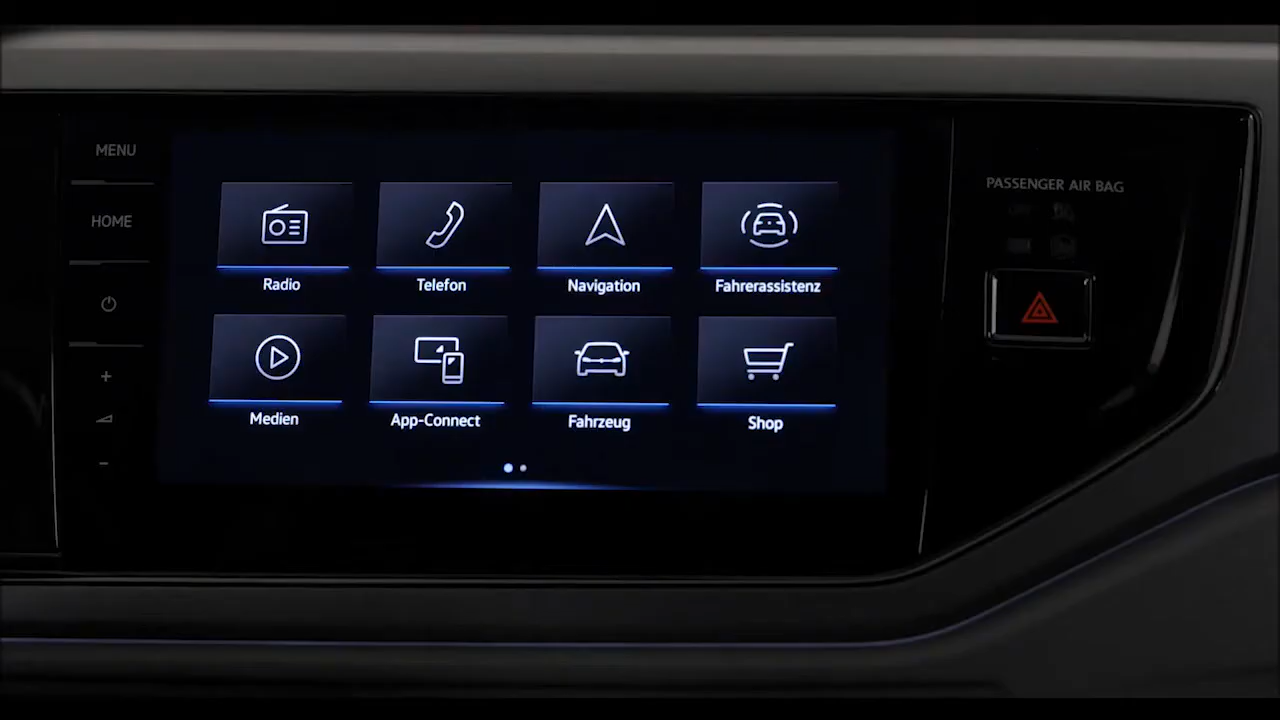 MENU
HOME
+
-
Radio
Telefon
Navigation
Fahrerassistenz
Medien
App-Connect
Fahrzeug
Shop
PASSENGER AIR BAG